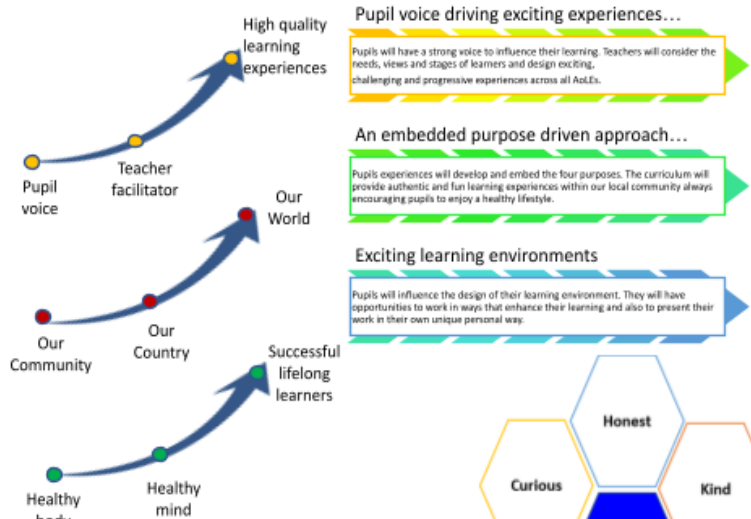 High quality
learning
experiences
Teacher
facilitator
Pupil
voice
Our
World
Our
Country
Our
Community
Successful
lifelong
learners
Healthy
mind
Healthy
Pupil voice driving exciting experiences…
Pupils will have a strong voice to influence their learning. Teachers will consider the
needs, views and stages of learners and design exciting,
challenging and progressive experiences across all AoLEs.
An embedded purpose driven approach…
Pupils experiences will develop and embed the four purposes. The curriculum will
provide authentic and fun learning experiences within our local community always
encouraging pupils to enjoy a healthy lifestyle.
Exciting learning environments
Pupils will influence the design of their learning environment. They will have
opportunities to work in ways that enhance their learning and also to present their
work in their own unique personal way.
Honest
Curious
Kind